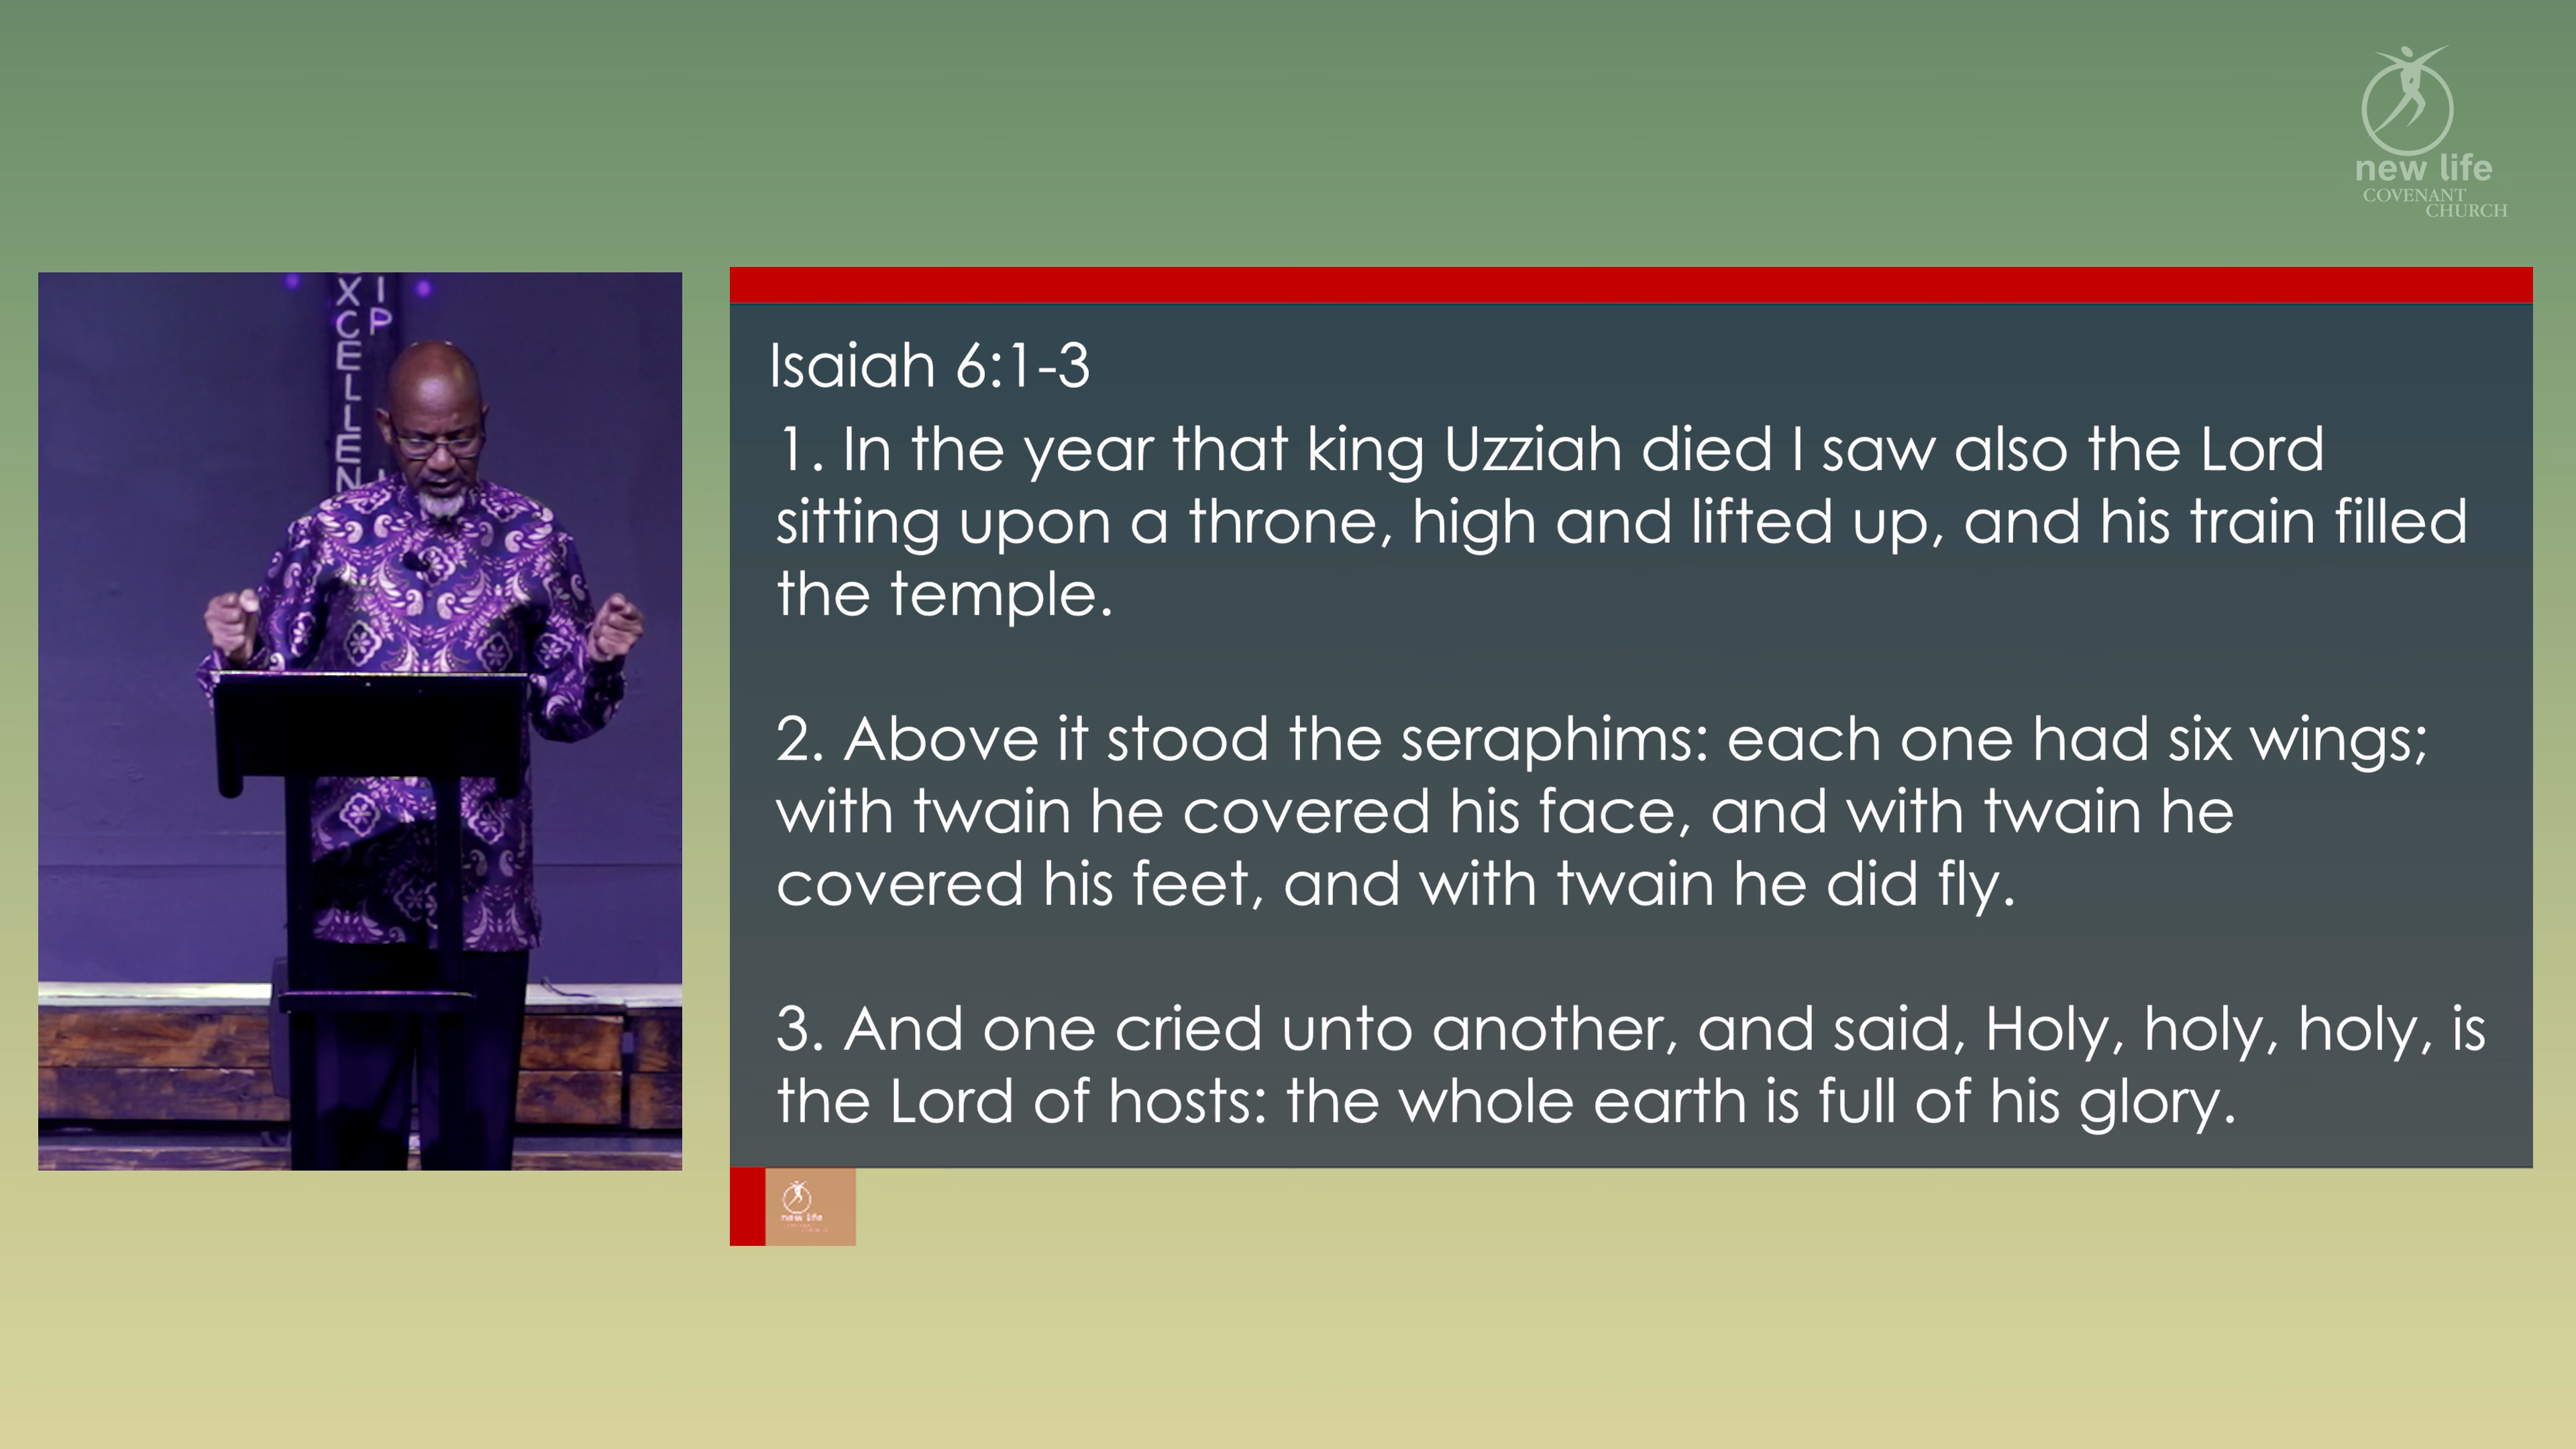 new life
COVENANT
CHURCH
X I
C P
E
L
L
E
N
Isaiah 6:1-3
1. In the year that king Uzziah died I saw also the Lord
sitting upon a throne, high and lifted up, and his train filled
the temple.
2. Above it stood the seraphims: each one had six wings;
with twain he covered his face, and with twain he
covered his feet, and with twain he did fly.
3. And one cried unto another, and said, Holy, holy, holy, is
the Lord of hosts: the whole earth is full of his glory.
new life